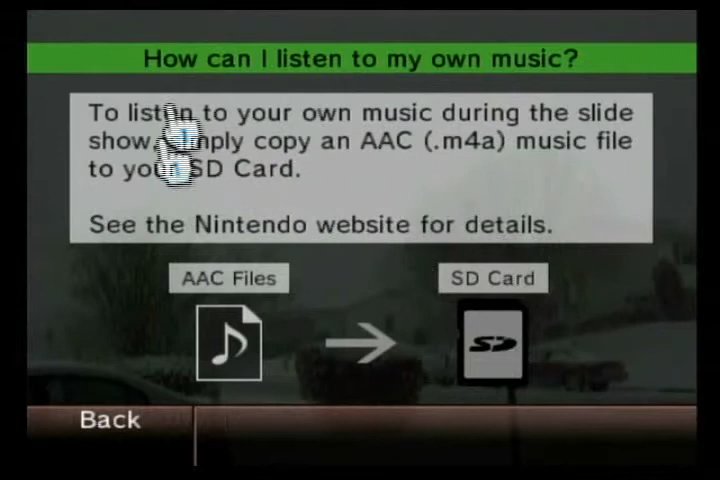 How can I listen to my own music?
To listen to your own music during the slide
show, simply copy an AAC (.m4a) music file
to your SD Card.
See the Nintendo website for details.
AAC Files
SD Card
SD
Back